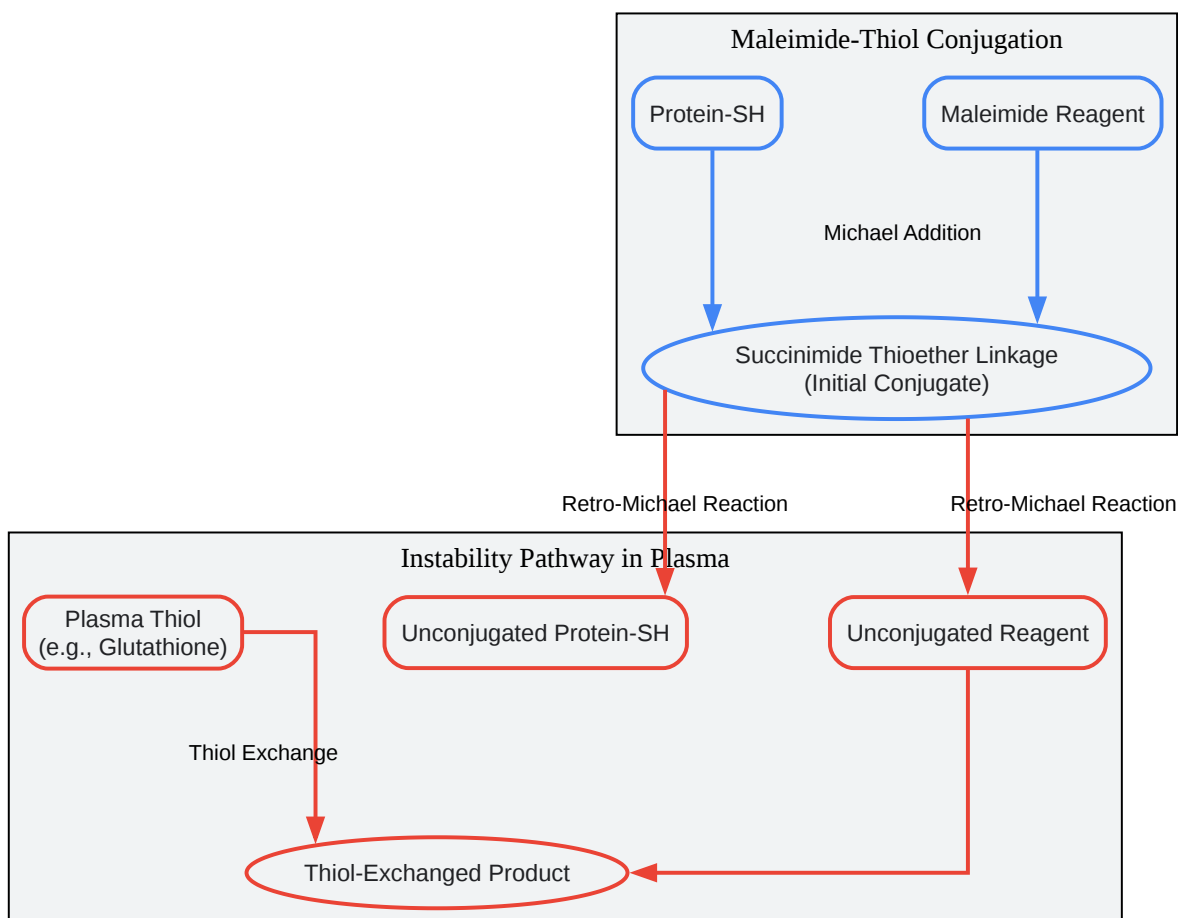 Maleimide-Thiol Conjugation
Protein-SH
Maleimide Reagent
Michael Addition
Succinimide Thioether Linkage
(Initial Conjugate)
Retro-Michael Reaction
Retro-Michael Reaction
Instability Pathway in Plasma
Plasma Thiol
(e.g., Glutathione)
Unconjugated Protein-SH
Unconjugated Reagent
Thiol Exchange
Thiol-Exchanged Product